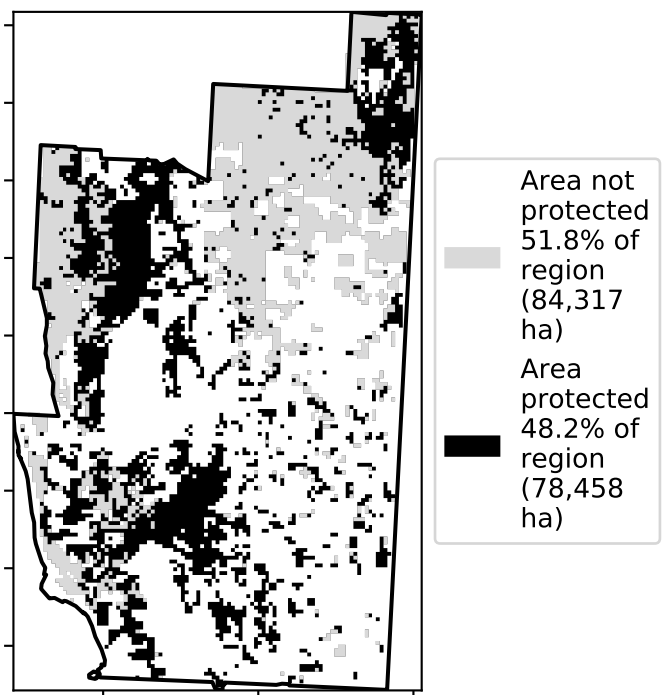 Area not
protected
51.8% of
region
(84,317
ha)
Area
protected
48.2% of
region
(78,458
ha)